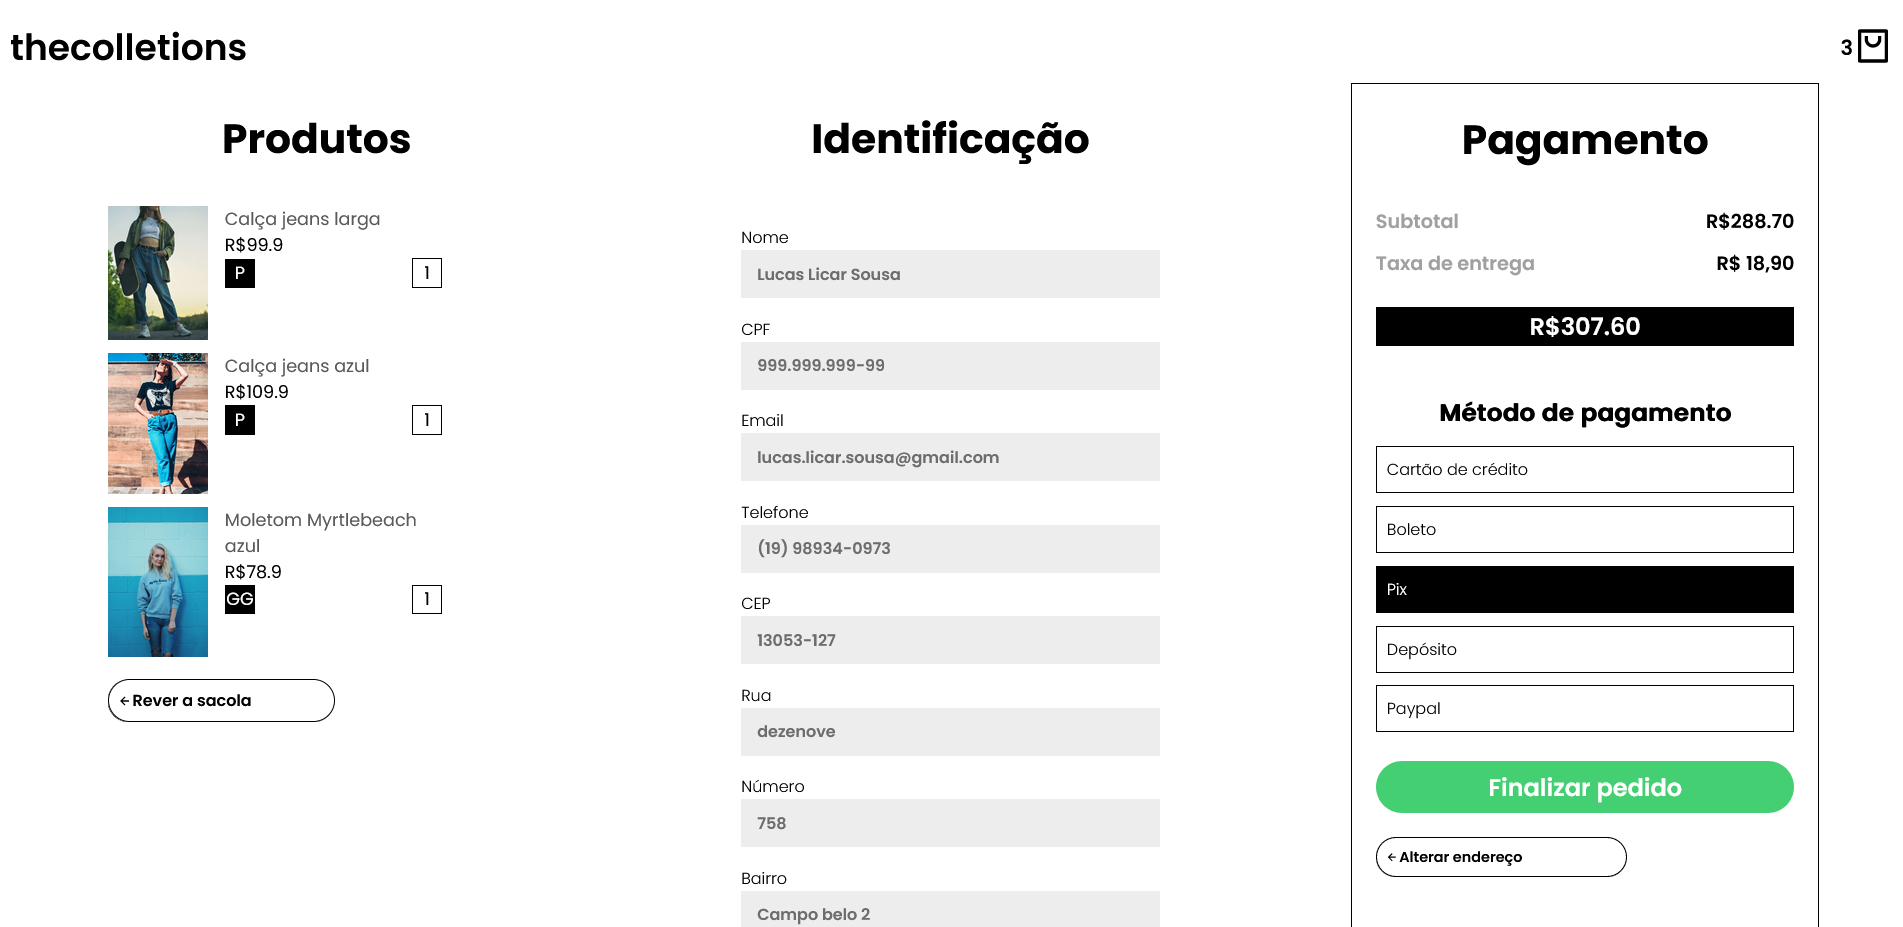 thecolletions
3
Produtos
Calça jeans larga
R$99.9
P
1
Calça jeans azul
R$109.9
P
1
Moletom Myrtlebeach
azul
R$78.9
GG
1
← Rever a sacola
Identificação
Nome
Lucas Licar Sousa
CPF
999.999.999-99
Email
lucas.licar.sousa@gmail.com
Telefone
(19) 98934-0973
CEP
13053-127
Rua
dezenove
Número
758
Bairro
Campo belo 2
Pagamento
Subtotal R$288.70
Taxa de entrega R$ 18,90
R$307.60
Método de pagamento
Cartão de crédito
Boleto
Pix
Depósito
Paypal
Finalizar pedido
← Alterar endereço